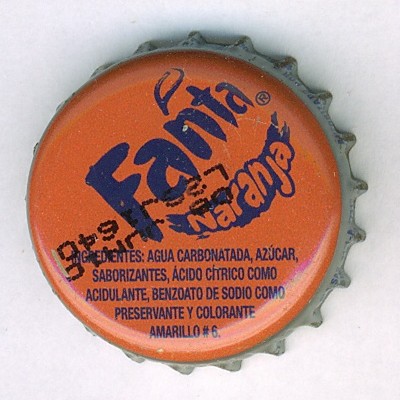 Fanta®
Naranja
INGREDIENTES: AGUA CARBONATADA, AZÚCAR,
SABORIZANTES, ÁCIDO CÍTRICO COMO
ACIDULANTE, BENZOATO DE SODIO COMO
PRESERVANTE Y COLORANTE
AMARILLO # 6.